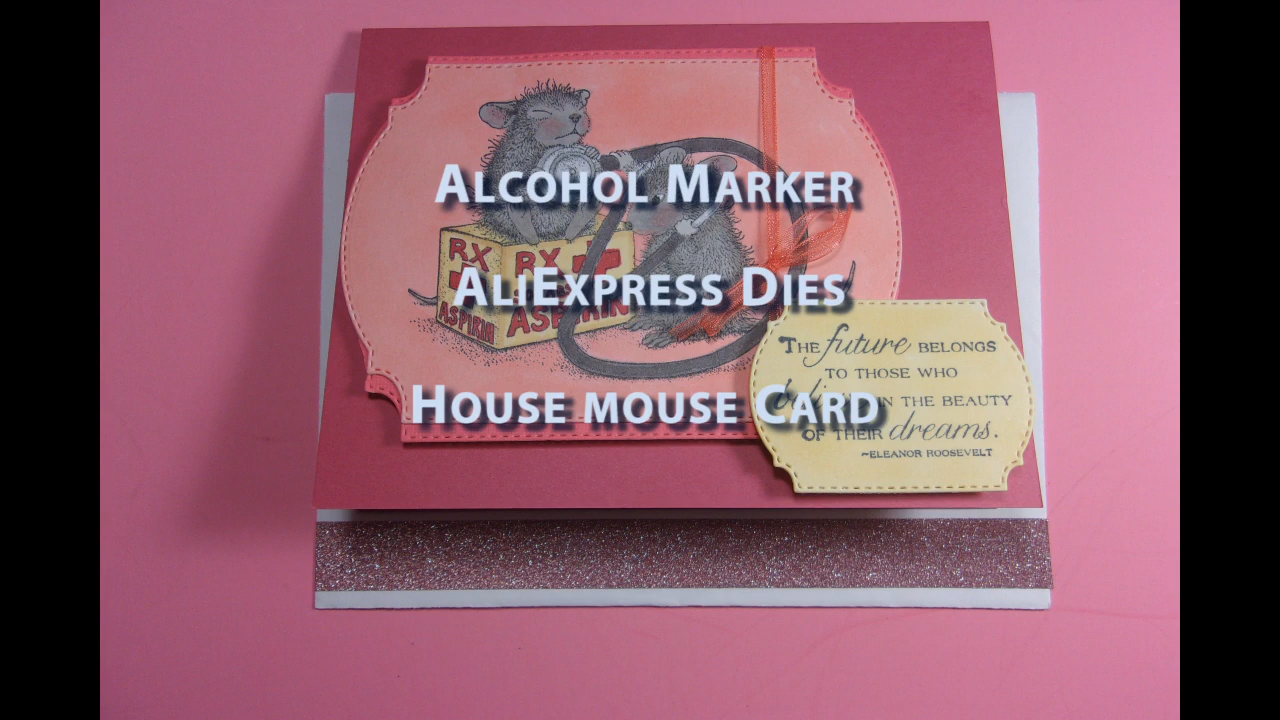 ALCOHOL MARKER
RX RX
ALIEXPRESS DIES
ASPIRIN ASPIRIN
THE future BELONGS
TO THOSE WHO
IN THE BEAUTY
HOUSE MOUSE CARD
OF THEIR dreams.
~ELEANOR ROOSEVELT